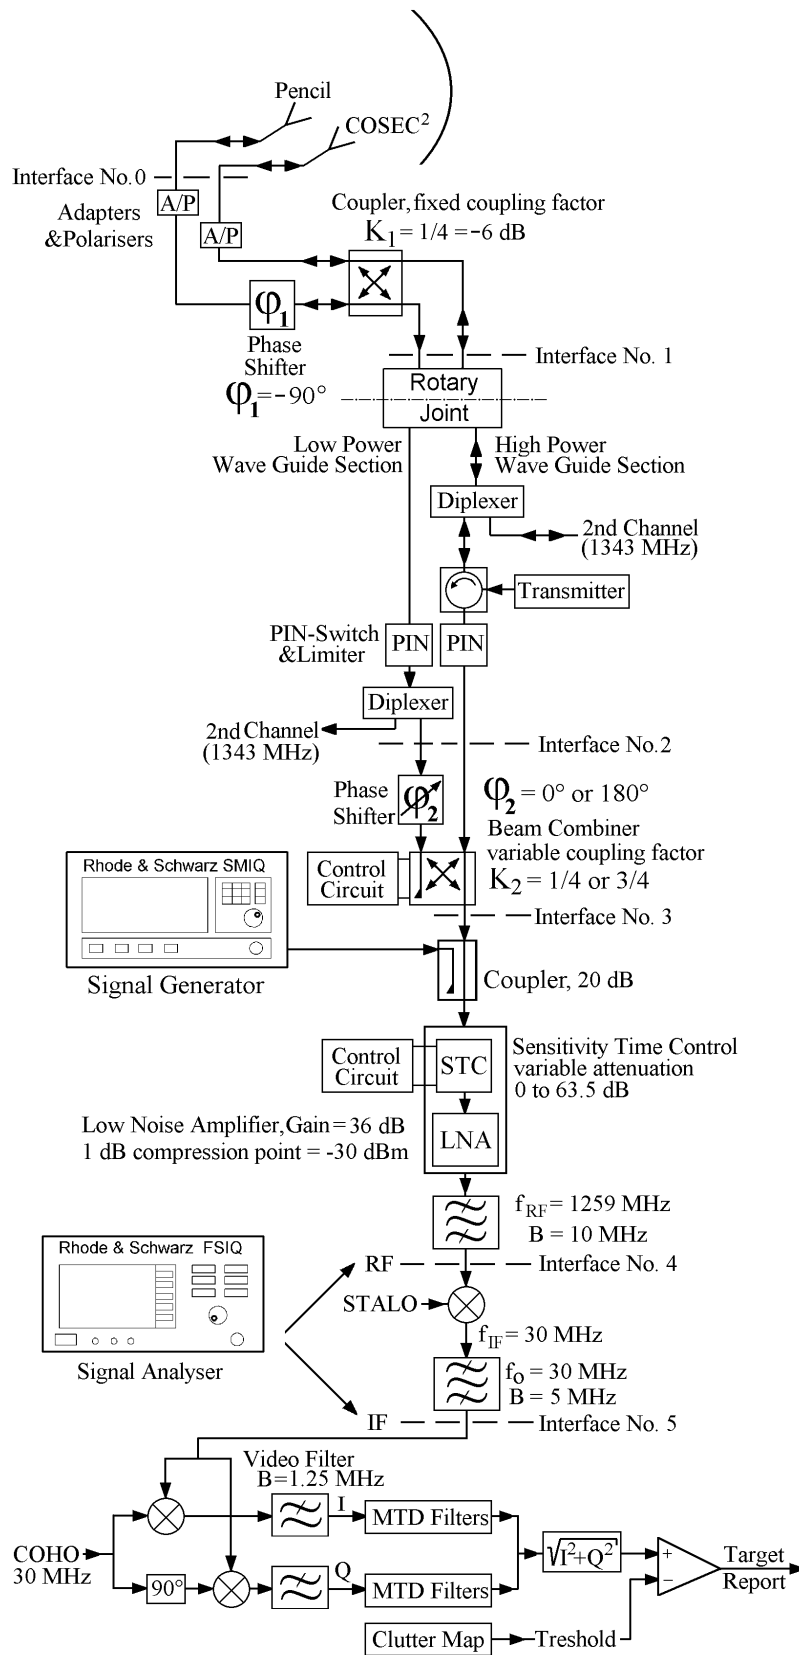 Pencil
COSEC²
Interface No.0
A/P
Adapters
&Polarisers
A/P
Coupler, fixed coupling factor
K₁ = 1/4 = -6 dB
φ₁
Phase
Shifter
φ₁=-90°
Interface No. 1
Rotary
Joint
Low Power
Wave Guide Section
High Power
Wave Guide Section
Diplexer
2nd Channel
(1343 MHz)
Transmitter
PIN-Switch
&Limiter
PIN
PIN
Diplexer
2nd Channel
(1343 MHz)
Interface No.2
Phase
Shifter
φ₂
φ₂ = 0° or 180°
Beam Combiner
variable coupling factor
K₂ = 1/4 or 3/4
Control
Circuit
Rhode & Schwarz SMIQ
Interface No. 3
Signal Generator
Coupler, 20 dB
Control
Circuit
STC
Sensitivity Time Control
variable attenuation
0 to 63.5 dB
Low Noise Amplifier, Gain = 36 dB
1 dB compression point = -30 dBm
LNA
f_RF = 1259 MHz
B = 10 MHz
Rhode & Schwarz FSIQ
RF
Interface No. 4
STALO
f_IF = 30 MHz
Signal Analyser
f₀ = 30 MHz
B = 5 MHz
IF
Interface No. 5
Video Filter
B=1.25 MHz
I
MTD Filters
COHO
30 MHz
90°
Q
MTD Filters
√I²+Q²
+
−
Target
Report
Clutter Map
Treshold